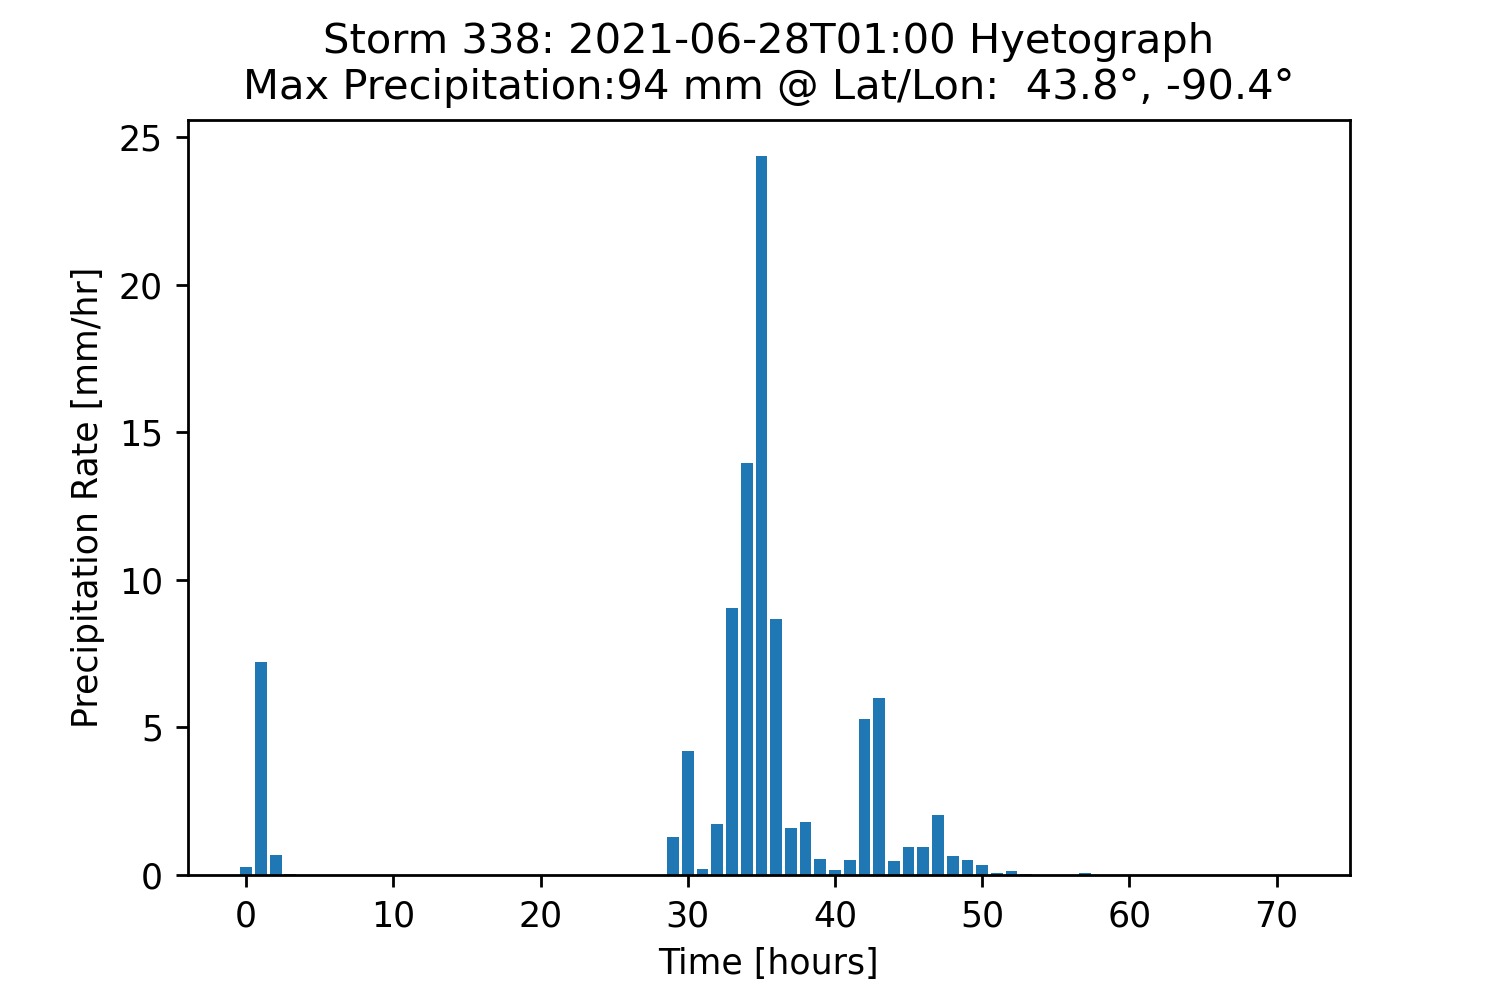 Storm 338: 2021-06-28T01:00 Hyetograph
Max Precipitation:94 mm @ Lat/Lon:  43.8°, -90.4°
25
20
15
10
5
0
Precipitation Rate [mm/hr]
0 10 20 30 40 50 60 70
Time [hours]